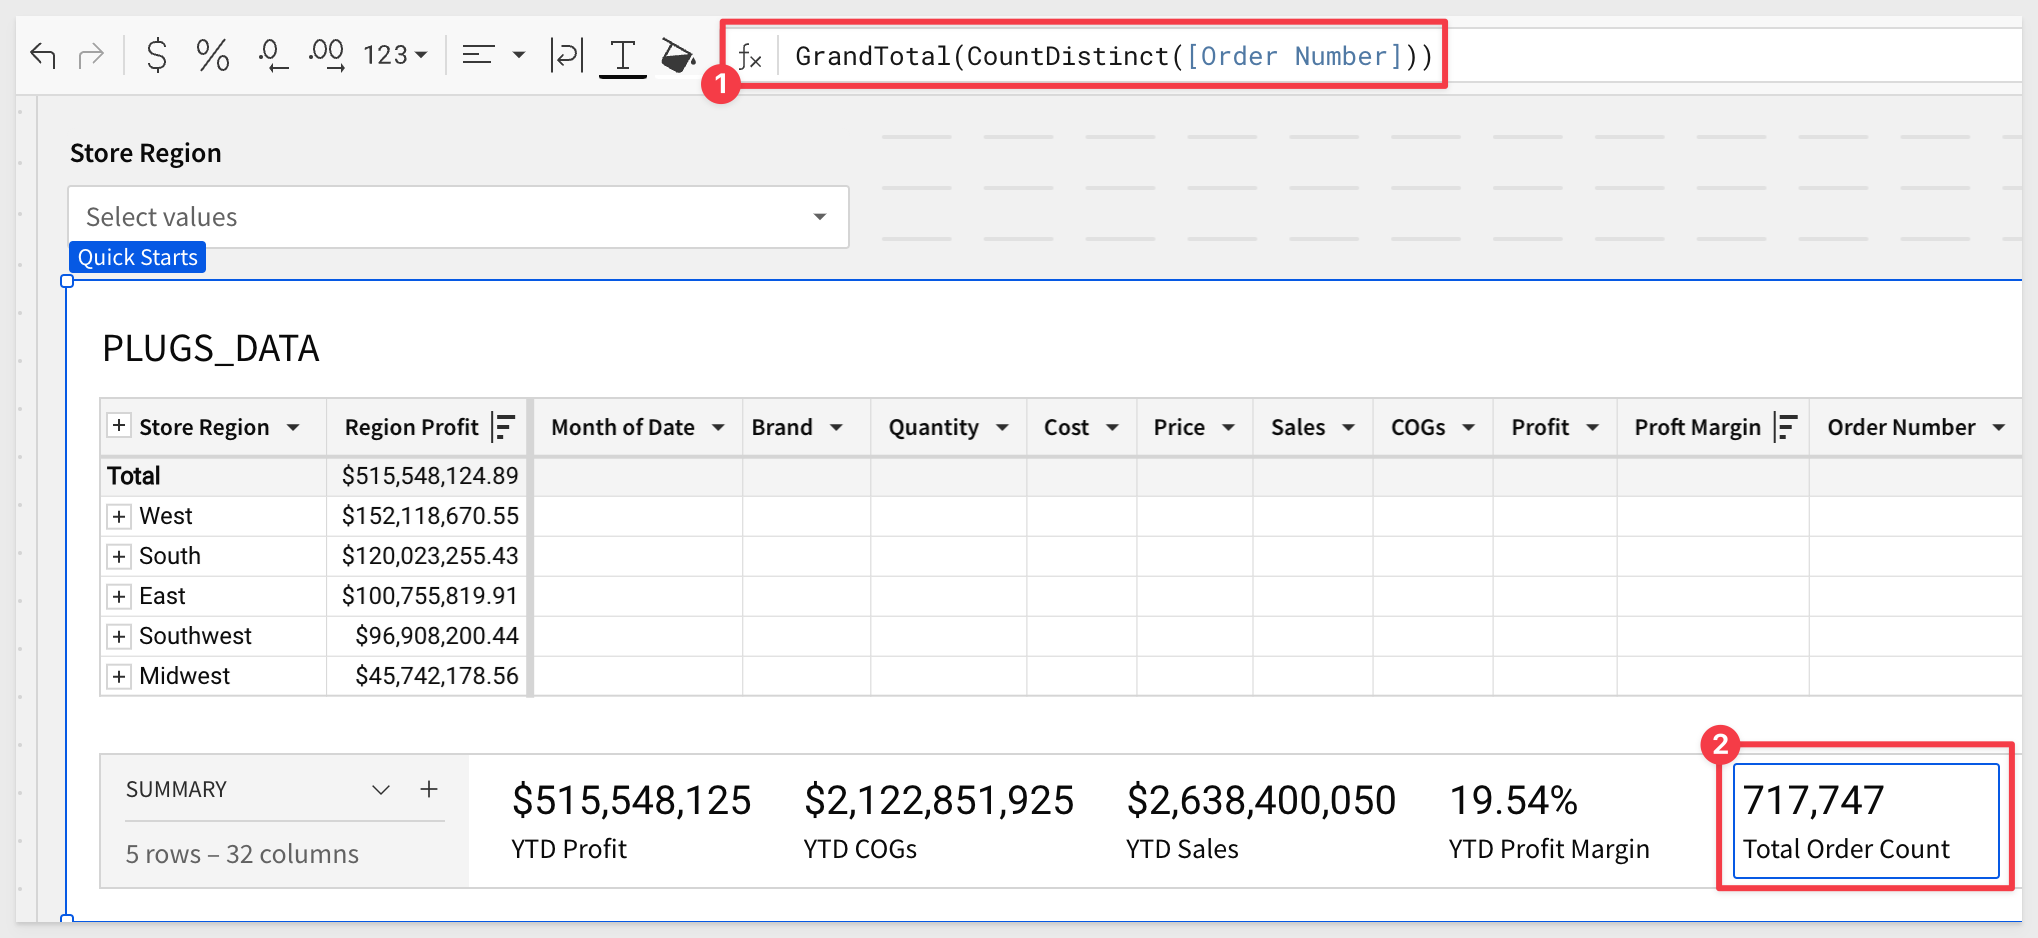 $ % .0 .00 123 fx GrandTotal(CountDistinct([Order Number]))
1
Store Region
Select values
Quick Starts
PLUGS_DATA
Store Region Region Profit Month of Date Brand Quantity Cost Price Sales COGs Profit Proft Margin Order Number
Total $515,548,124.89
West $152,118,670.55
South $120,023,255.43
East $100,755,819.91
Southwest $96,908,200.44
Midwest $45,742,178.56
2
SUMMARY $515,548,125 $2,122,851,925 $2,638,400,050 19.54% 717,747
5 rows – 32 columns YTD Profit YTD COGs YTD Sales YTD Profit Margin Total Order Count